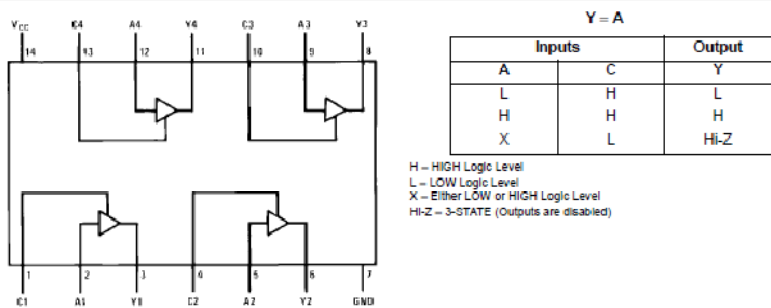 VCC C4 A4 Y4 C3 A3 Y3
14 13 12 11 10 9 8
1 2 3 4 5 6 7
C1 A1 Y1 C2 A2 Y2 GND
Y = A
Inputs Output
A C Y
L H L
H H H
X L Hi-Z
H – HIGH Logic Level
L – LOW Logic Level
X – Either LOW or HIGH Logic Level
Hi-Z – 3-STATE (Outputs are disabled)